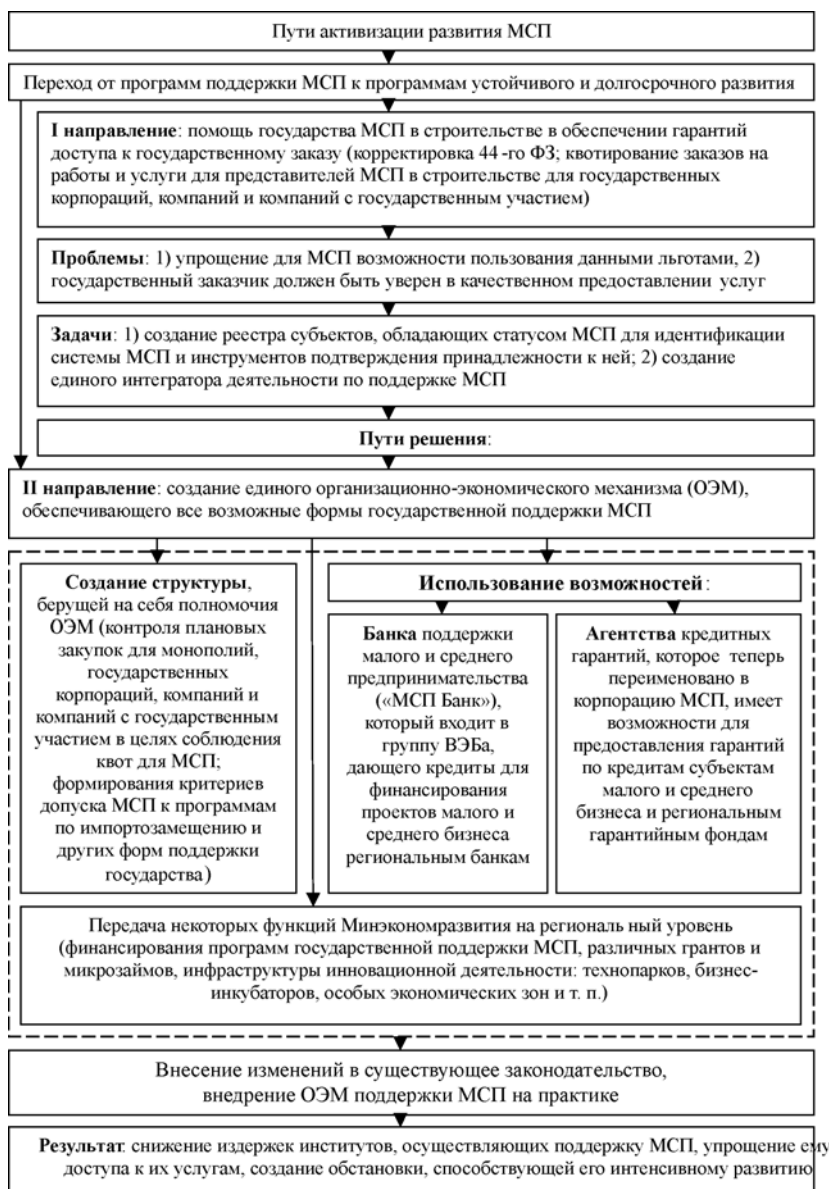 Пути активизации развития МСП
Переход от программ поддержки МСП к программам устойчивого и долгосрочного развития
I направление: помощь государства МСП в строительстве в обеспечении гарантий
доступа к государственному заказу (корректировка 44-го ФЗ; квотирование заказов на
работы и услуги для представителей МСП в строительстве для государственных
корпораций, компаний и компаний с государственным участием)
Проблемы: 1) упрощение для МСП возможности пользования данными льготами, 2)
государственный заказчик должен быть уверен в качественном предоставлении услуг
Задачи: 1) создание реестра субъектов, обладающих статусом МСП для идентификации
системы МСП и инструментов подтверждения принадлежности к ней; 2) создание
единого интегратора деятельности по поддержке МСП
Пути решения:
II направление: создание единого организационно-экономического механизма (ОЭМ),
обеспечивающего все возможные формы государственной поддержки МСП
Создание структуры,
берущей на себя полномочия
ОЭМ (контроля плановых
закупок для монополий,
государственных
корпораций, компаний и
компаний с государственным
участием в целях соблюдения
квот для МСП;
формирования критериев
допуска МСП к программам
по импортозамещению и
других форм поддержки
государства)
Использование возможностей:
Банка поддержки
малого и среднего
предпринимательства
(«МСП Банк»),
который входит в
группу ВЭБа,
дающего кредиты для
финансирования
проектов малого и
среднего бизнеса
региональным банкам
Агентства кредитных
гарантий, которое теперь
переименовано в
корпорацию МСП, имеет
возможности для
предоставления гарантий
по кредитам субъектам
малого и среднего
бизнеса и региональным
гарантийным фондам
Передача некоторых функций Минэкономразвития на региональ ный уровень
(финансирования программ государственной поддержки МСП, различных грантов и
микрозаймов, инфраструктуры инновационной деятельности: технопарков, бизнес-
инкубаторов, особых экономических зон и т. п.)
Внесение изменений в существующее законодательство,
внедрение ОЭМ поддержки МСП на практике
Результат: снижение издержек институтов, осуществляющих поддержку МСП, упрощение ему
доступа к их услугам, создание обстановки, способствующей его интенсивному развитию